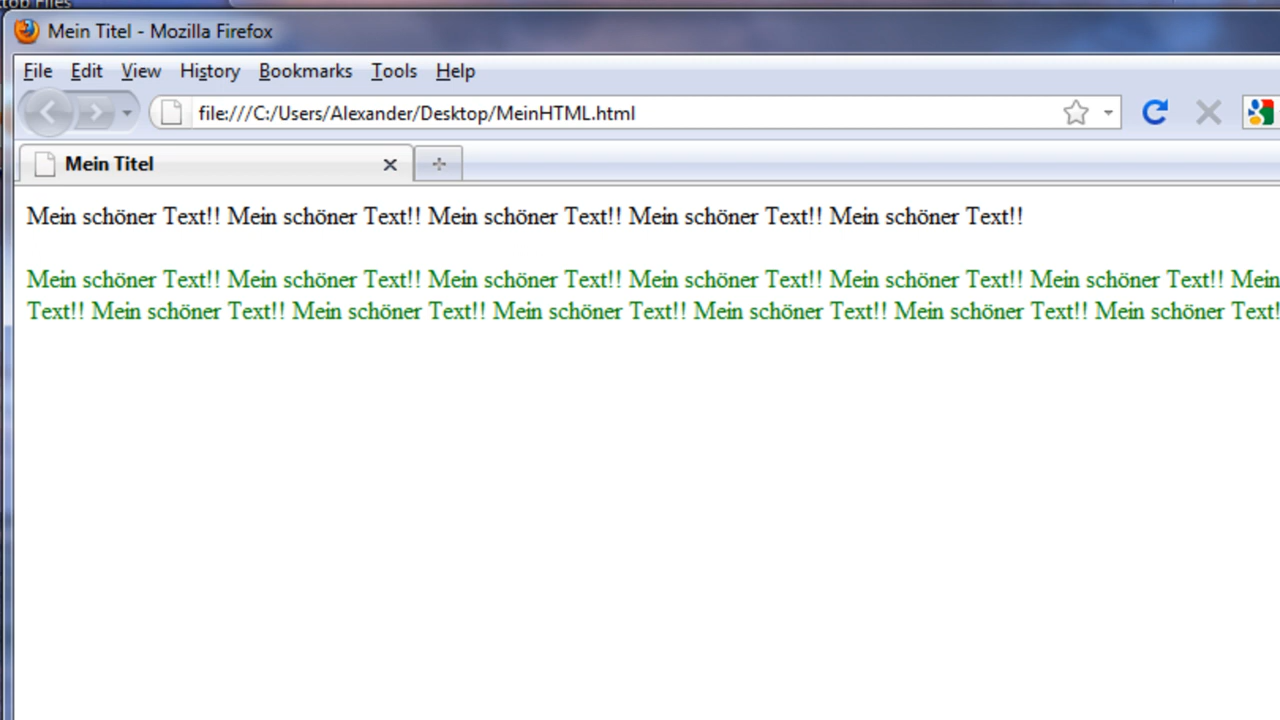 top Files
Mein Titel - Mozilla Firefox
File Edit View History Bookmarks Tools Help
file:///C:/Users/Alexander/Desktop/MeinHTML.html
Mein Titel
Mein schöner Text!! Mein schöner Text!! Mein schöner Text!! Mein schöner Text!! Mein schöner Text!!
Mein schöner Text!! Mein schöner Text!! Mein schöner Text!! Mein schöner Text!! Mein schöner Text!! Mein schöner Text!! Mein
Text!! Mein schöner Text!! Mein schöner Text!! Mein schöner Text!! Mein schöner Text!! Mein schöner Text!! Mein schöner Text!